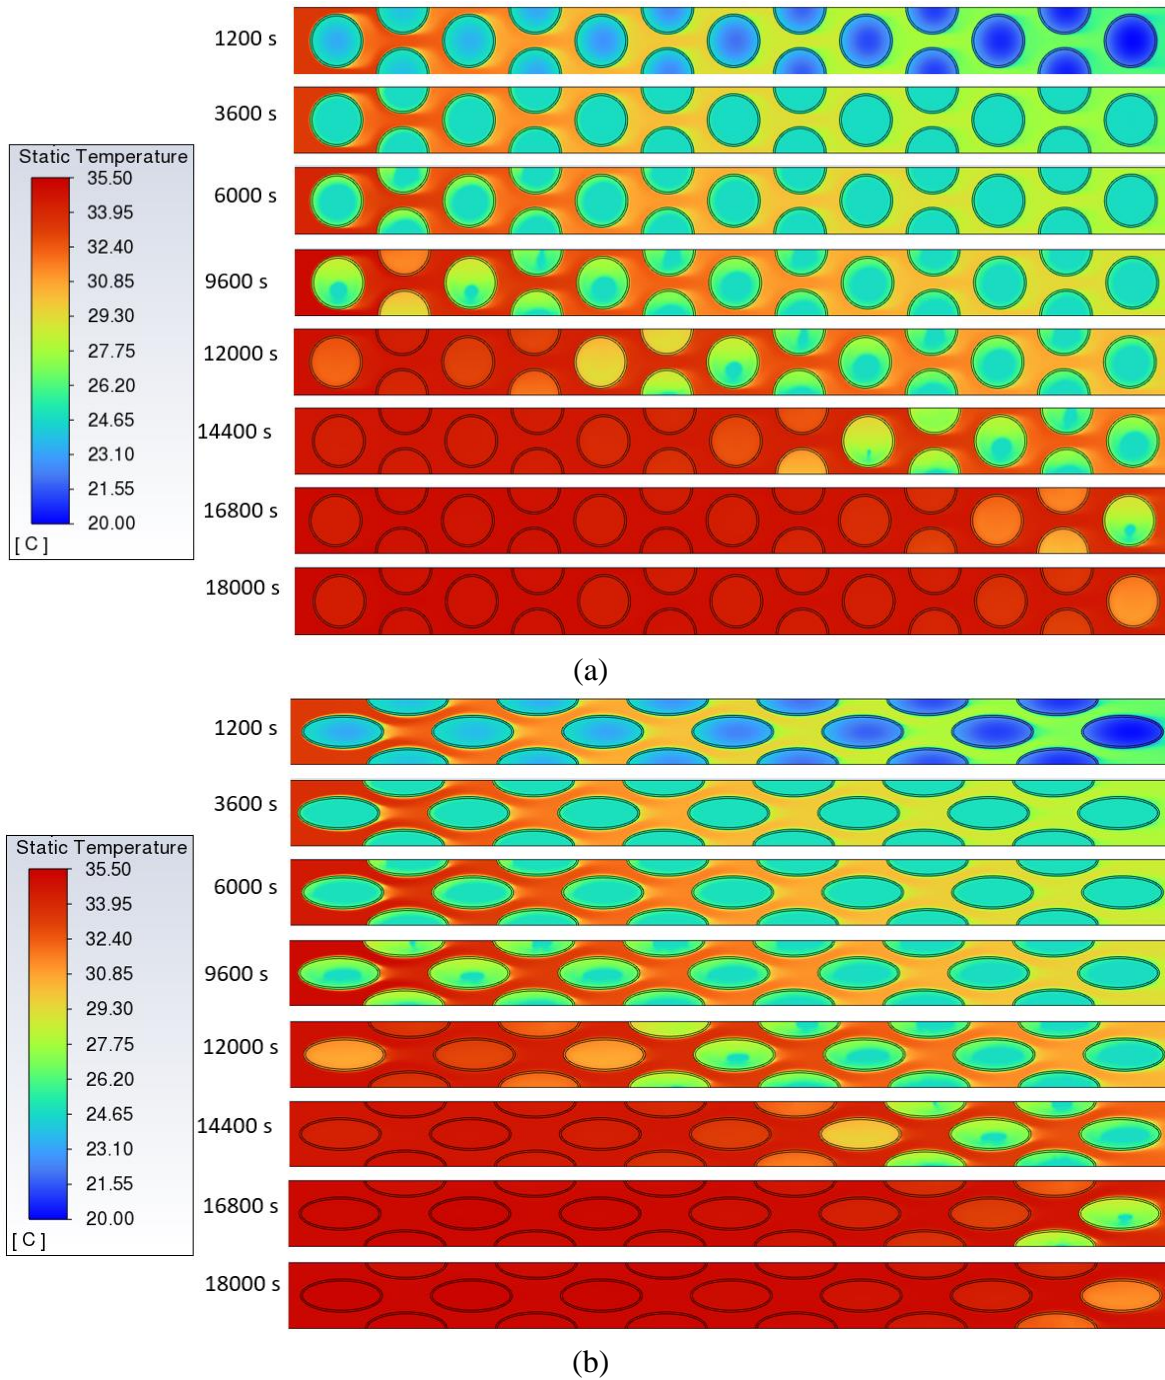 1200 s
3600 s
6000 s
9600 s
12000 s
14400 s
16800 s
18000 s
Static Temperature
35.50
33.95
32.40
30.85
29.30
27.75
26.20
24.65
23.10
21.55
20.00
[ C ]
(a)
1200 s
3600 s
6000 s
9600 s
12000 s
14400 s
16800 s
18000 s
Static Temperature
35.50
33.95
32.40
30.85
29.30
27.75
26.20
24.65
23.10
21.55
20.00
[ C ]
(b)